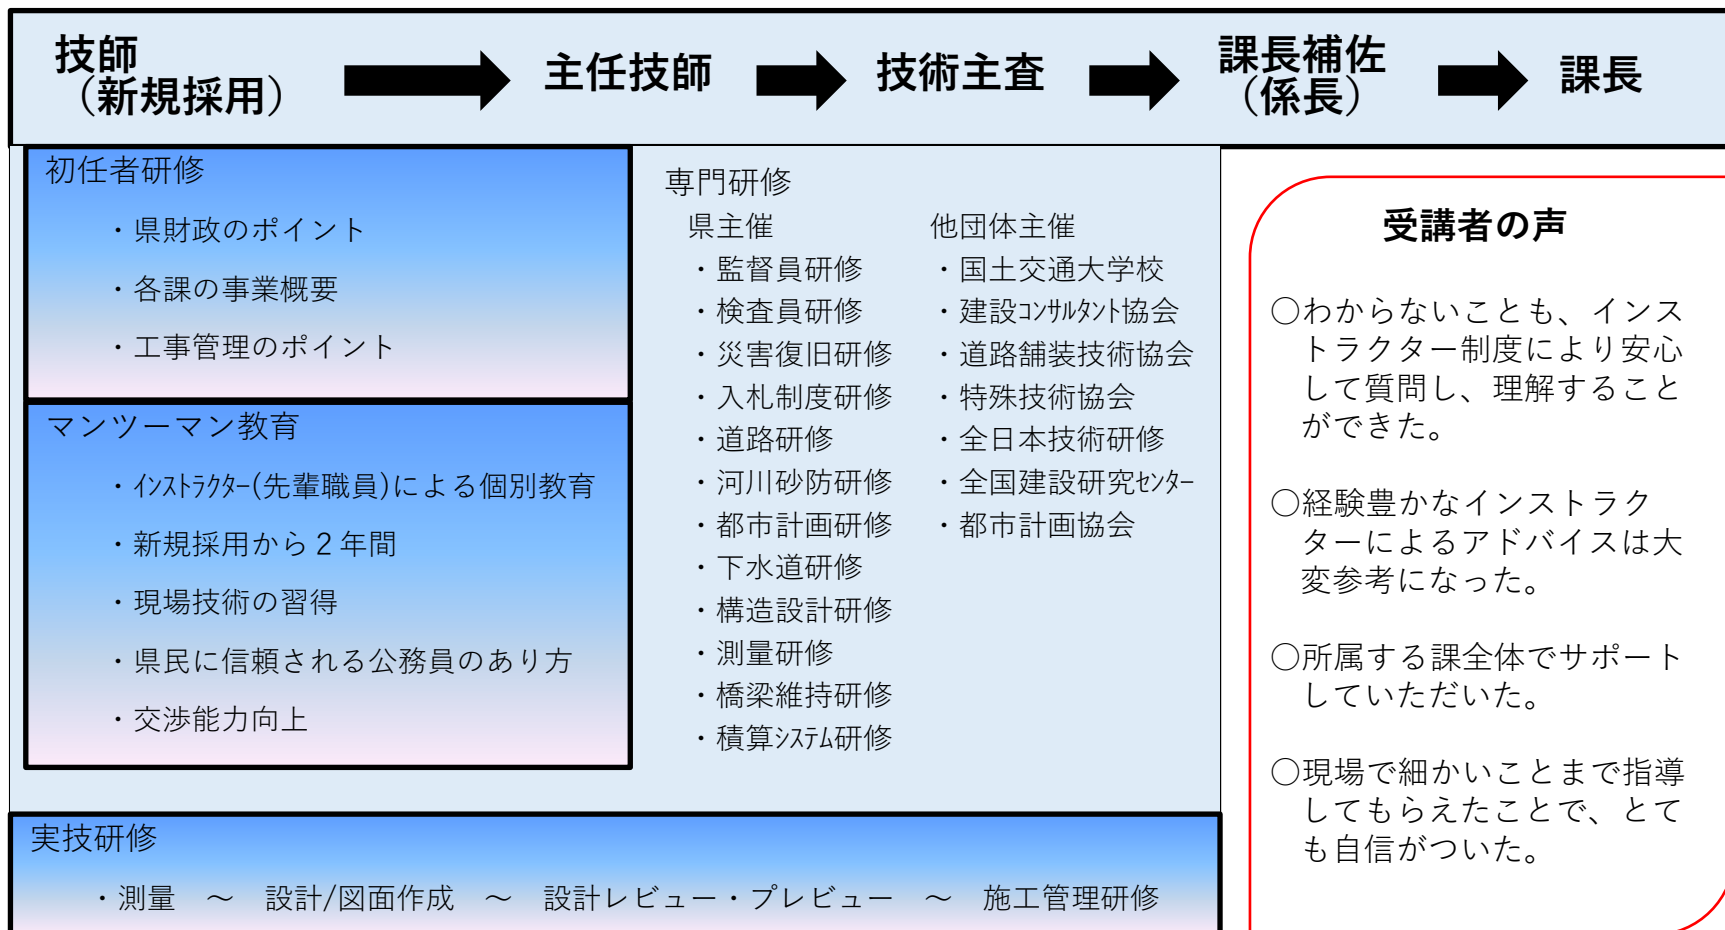 技師
（新規採用）
主任技師
技術主査
課長補佐
（係長）
課長
初任者研修
・県財政のポイント
・各課の事業概要
・工事管理のポイント
マンツーマン教育
・ｲﾝｽﾄﾗｸﾀｰ(先輩職員)による個別教育
・新規採用から２年間
・現場技術の習得
・県民に信頼される公務員のあり方
・交渉能力向上
専門研修
県主催
・監督員研修
・検査員研修
・災害復旧研修
・入札制度研修
・道路研修
・河川砂防研修
・都市計画研修
・下水道研修
・構造設計研修
・測量研修
・橋梁維持研修
・積算ｼｽﾃﾑ研修
他団体主催
・国土交通大学校
・建設ｺﾝｻﾙﾀﾝﾄ協会
・道路舗装技術協会
・特殊技術協会
・全日本技術研修
・全国建設研究ｾﾝﾀｰ
・都市計画協会
実技研修
・測量　～　設計/図面作成　～　設計レビュー・プレビュー　～　施工管理研修
受講者の声
○わからないことも、インス
トラクター制度により安心
して質問し、理解すること
ができた。
○経験豊かなインストラク
ターによるアドバイスは大
変参考になった。
○所属する課全体でサポート
していただいた。
○現場で細かいことまで指導
してもらえたことで、とて
も自信がついた。